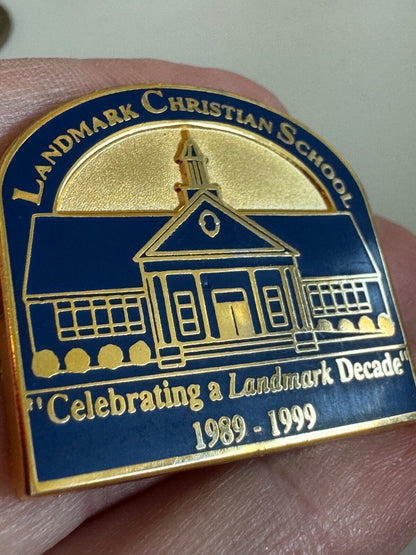 LANDMARK CHRISTIAN SCHOOL
"Celebrating a Landmark Decade"
1989 - 1999